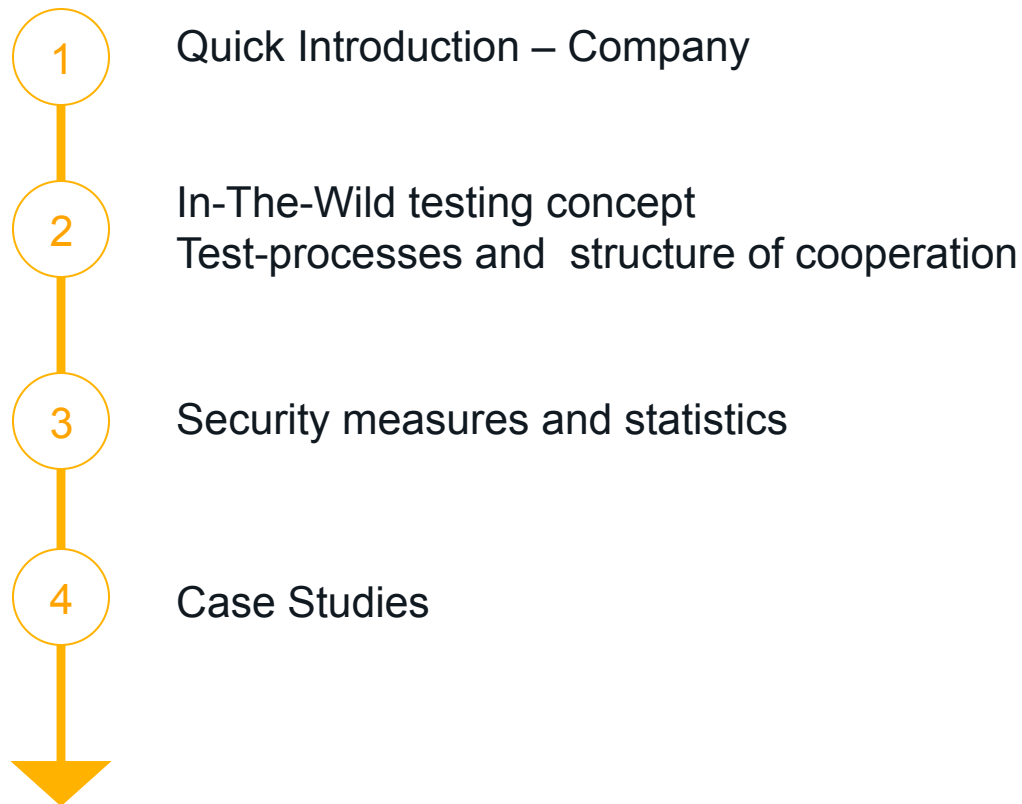 1 Quick Introduction – Company
2 In-The-Wild testing concept
Test-processes and  structure of cooperation
3 Security measures and statistics
4 Case Studies